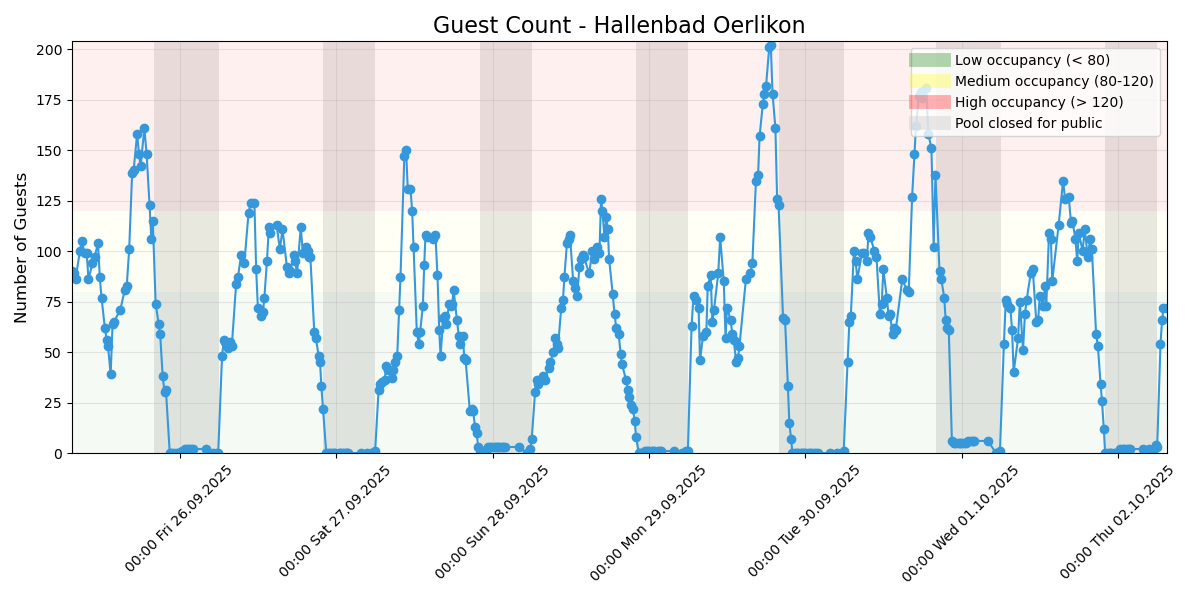 Guest Count - Hallenbad Oerlikon
Number of Guests
200
175
150
125
100
75
50
25
0
Low occupancy (< 80)
Medium occupancy (80-120)
High occupancy (> 120)
Pool closed for public
00:00 Fri 26.09.2025
00:00 Sat 27.09.2025
00:00 Sun 28.09.2025
00:00 Mon 29.09.2025
00:00 Tue 30.09.2025
00:00 Wed 01.10.2025
00:00 Thu 02.10.2025